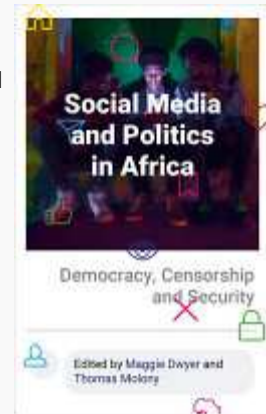 Social Media
and Politics
in Africa
Democracy, Censorship
and Security
Edited by Maggie Dwyer and
Thomas Molony